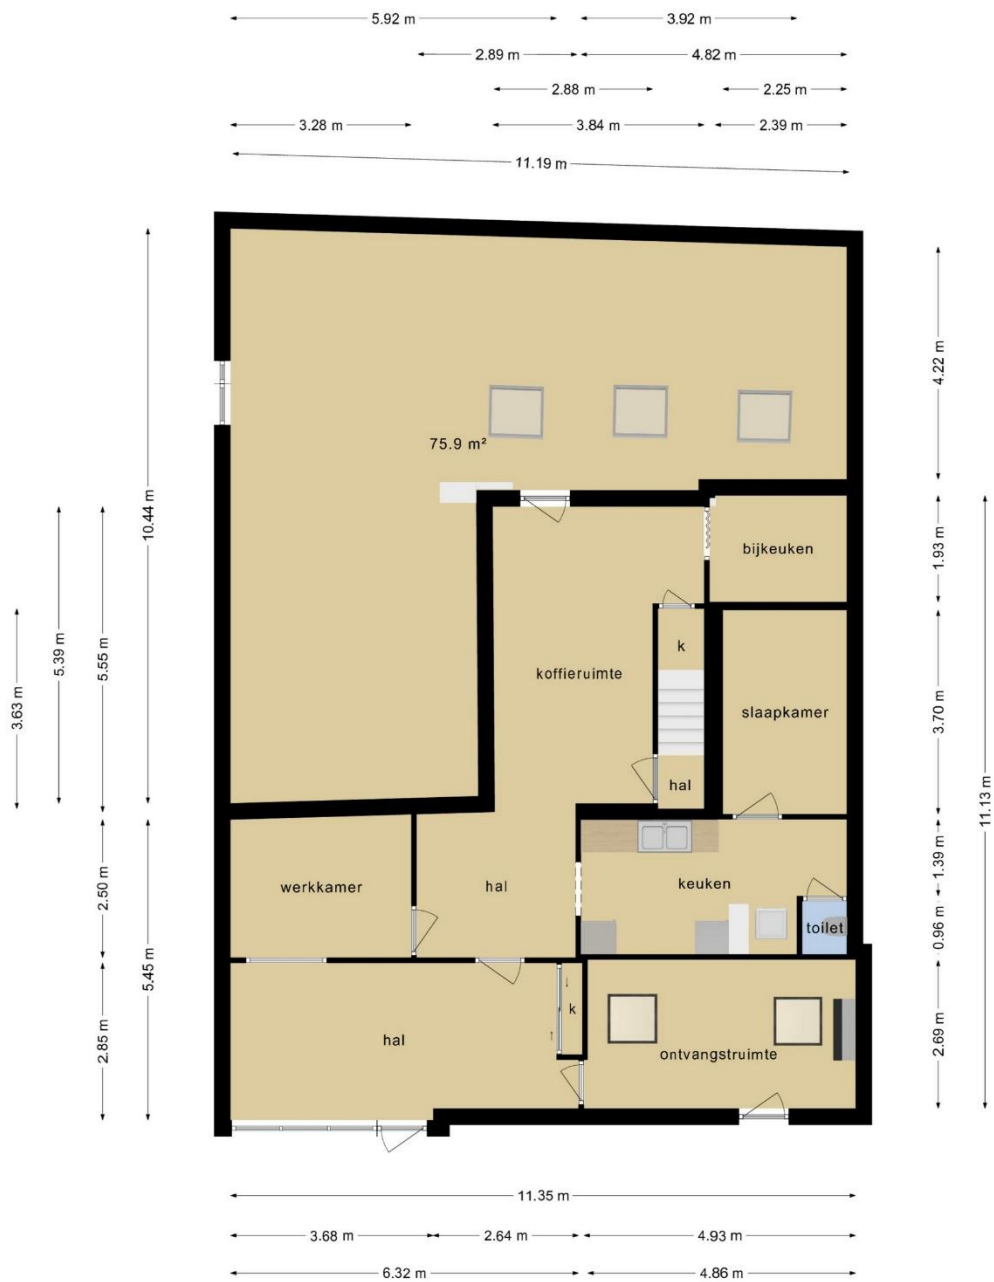 5.92 m
3.92 m
2.89 m
4.82 m
2.88 m
2.25 m
3.28 m
3.84 m
2.39 m
11.19 m
10.44 m
4.22 m
75.9 m²
5.55 m
5.39 m
3.63 m
bijkeuken
1.93 m
11.13 m
k
koffieruimte
slaapkamer
3.70 m
hal
2.50 m
5.45 m
werkkamer
hal
keuken
1.39 m
toilet
0.96 m
2.85 m
hal
k
ontvangstruimte
2.69 m
11.35 m
3.68 m
2.64 m
4.93 m
6.32 m
4.86 m